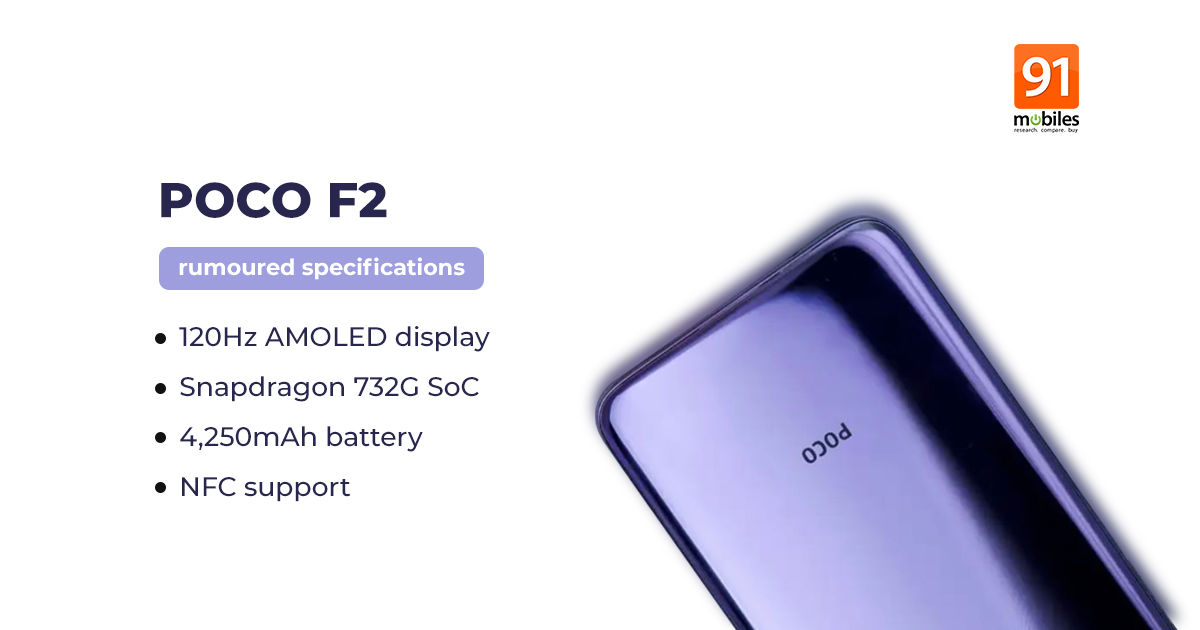 91
mobiles
research. compare. buy
POCO F2
rumoured specifications
120Hz AMOLED display
Snapdragon 732G SoC
4,250mAh battery
NFC support
POCO